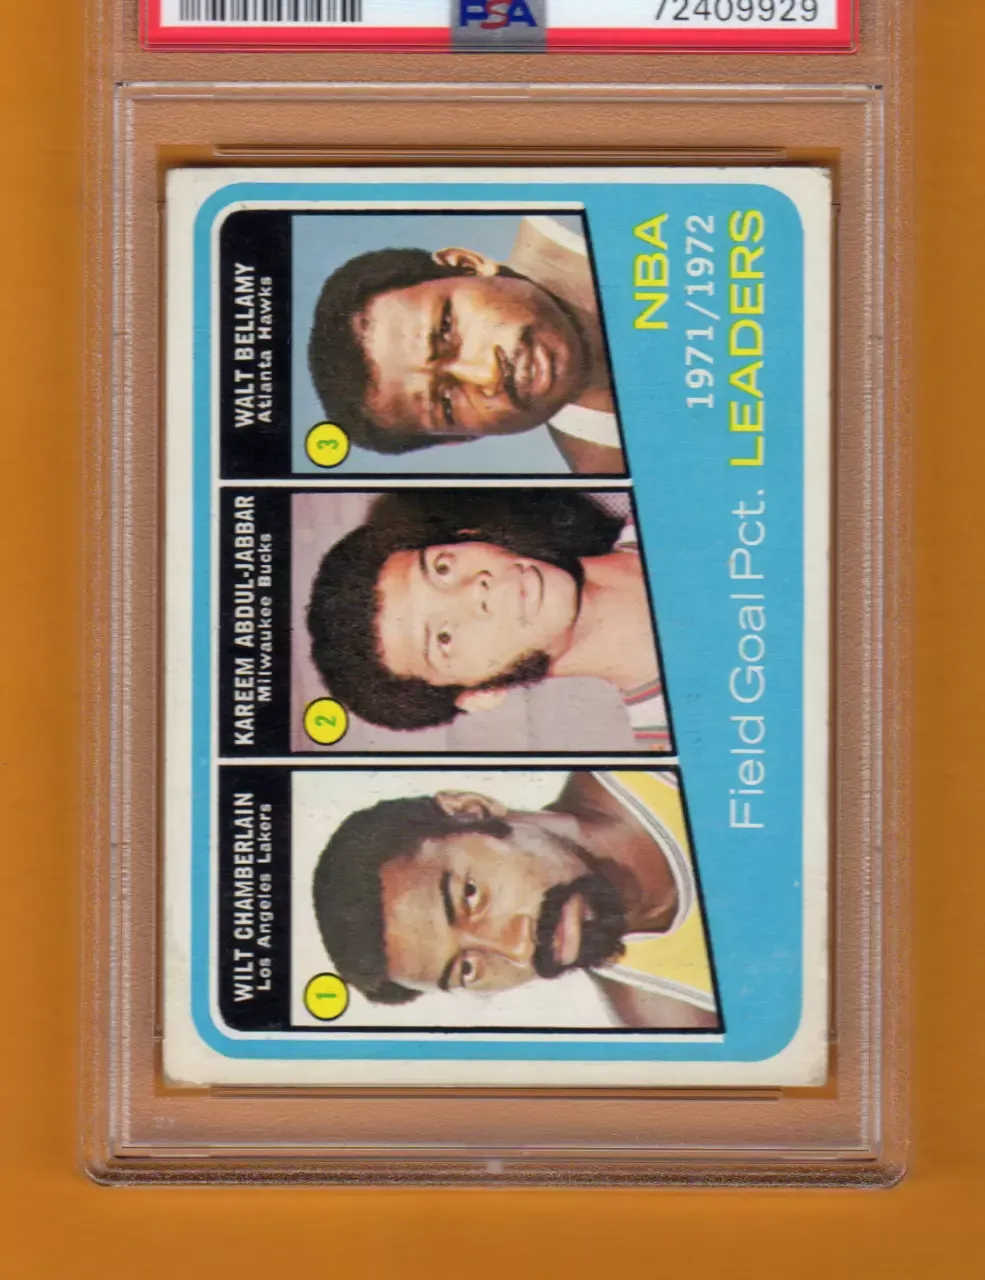 PSA
72409929
WILT CHAMBERLAIN
Los Angeles Lakers
1
KAREEM ABDUL-JABBAR
Milwaukee Bucks
2
WALT BELLAMY
Atlanta Hawks
3
NBA
1971/1972
Field Goal Pct. LEADERS